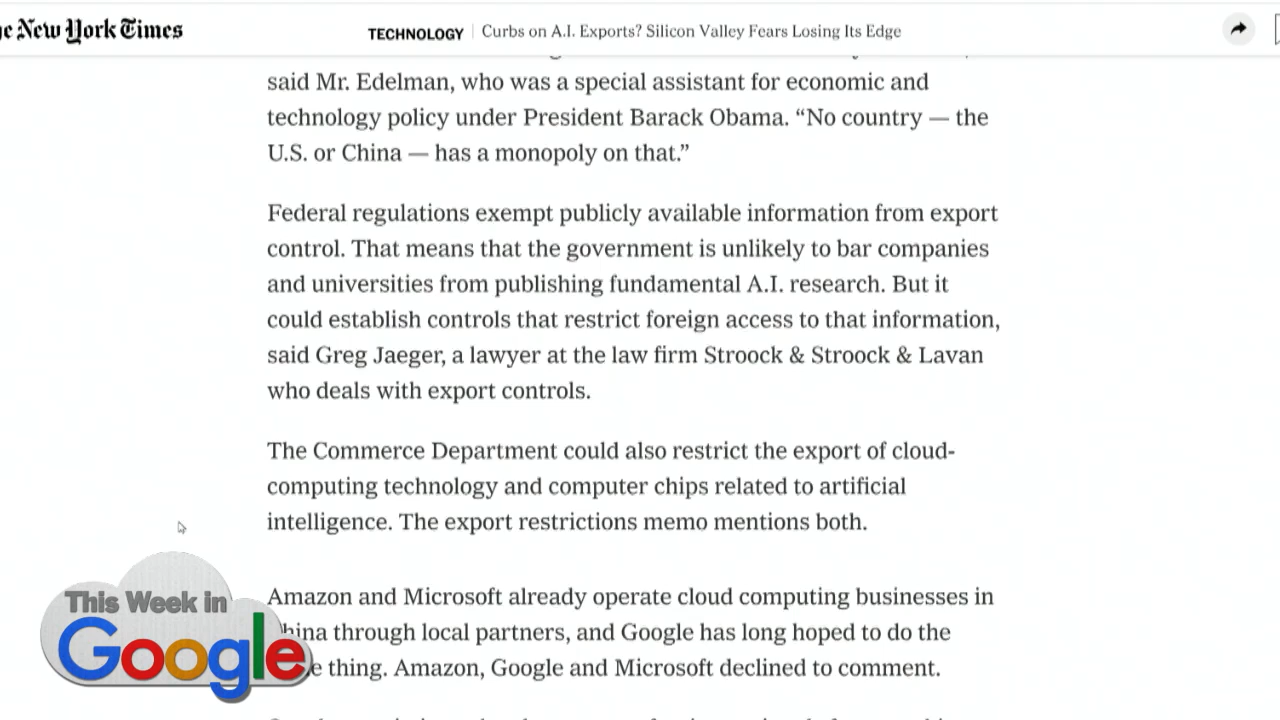 New York Times
TECHNOLOGY
Curbs on A.I. Exports? Silicon Valley Fears Losing Its Edge
said Mr. Edelman, who was a special assistant for economic and
technology policy under President Barack Obama. “No country — the
U.S. or China — has a monopoly on that.”
Federal regulations exempt publicly available information from export
control. That means that the government is unlikely to bar companies
and universities from publishing fundamental A.I. research. But it
could establish controls that restrict foreign access to that information,
said Greg Jaeger, a lawyer at the law firm Stroock & Stroock & Lavan
who deals with export controls.
The Commerce Department could also restrict the export of cloud-
computing technology and computer chips related to artificial
intelligence. The export restrictions memo mentions both.
Amazon and Microsoft already operate cloud computing businesses in
through local partners, and Google has long hoped to do the
thing. Amazon, Google and Microsoft declined to comment.
This Week in
Google